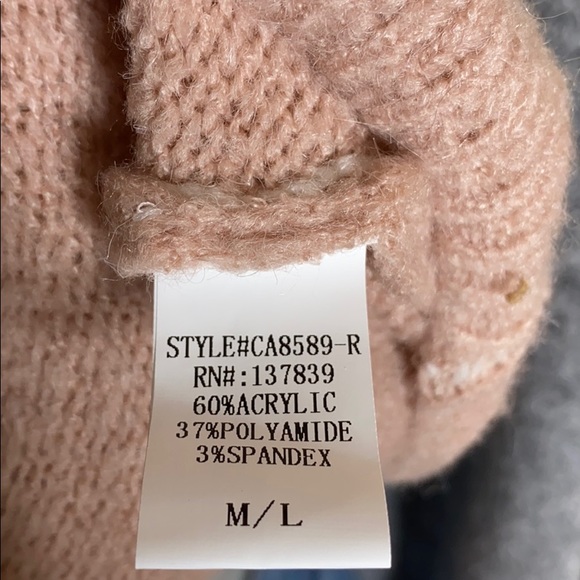 STYLE#CA8589-R
RN#:137839
60%ACRYLIC
37%POLYAMIDE
3%SPANDEX
M/L